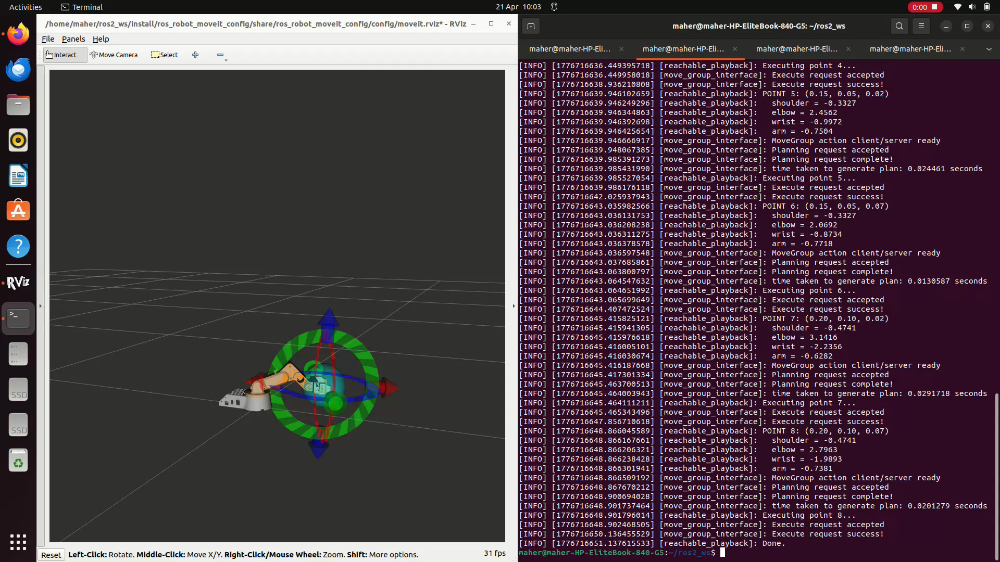 Activities
Terminal
21 Apr 10:03
0:00
/home/maher/ros2_ws/install/ros_robot_moveit_config/share/ros_robot_moveit_config/config/moveit.rviz* - RViz
File Panels Help
Interact
Move Camera
Select
RViz
SSD
SSD
Reset
Left-Click: Rotate. Middle-Click: Move X/Y. Right-Click/Mouse Wheel: Zoom. Shift: More options.
31 fps
maher@maher-HP-EliteBook-840-G5: ~/ros2_ws
maher@maher-HP-Eli...
maher@maher-HP-Eli...
maher@maher-HP-Eli...
maher@maher-HP-Eli...
[INFO] [1776716636.449395718] [reachable_playback]: Executing point 4...
[INFO] [1776716636.449958018] [move_group_interface]: Execute request accepted
[INFO] [1776716638.936210808] [move_group_interface]: Execute request success!
[INFO] [1776716639.946102659] [reachable_playback]: POINT 5: (0.15, 0.05, 0.02)
[INFO] [1776716639.946249296] [reachable_playback]:   shoulder = -0.3327
[INFO] [1776716639.946344863] [reachable_playback]:   elbow = 2.4562
[INFO] [1776716639.946392698] [reachable_playback]:   wrist = -0.9972
[INFO] [1776716639.946425654] [reachable_playback]:   arm = -0.7504
[INFO] [1776716639.946666917] [move_group_interface]: MoveGroup action client/server ready
[INFO] [1776716639.948067385] [move_group_interface]: Planning request accepted
[INFO] [1776716639.985391273] [move_group_interface]: Planning request complete!
[INFO] [1776716639.985431990] [move_group_interface]: time taken to generate plan: 0.024461 seconds
[INFO] [1776716639.985527054] [reachable_playback]: Executing point 5...
[INFO] [1776716639.986176118] [move_group_interface]: Execute request accepted
[INFO] [1776716642.025937943] [move_group_interface]: Execute request success!
[INFO] [1776716643.035982566] [reachable_playback]: POINT 6: (0.15, 0.05, 0.07)
[INFO] [1776716643.036131753] [reachable_playback]:   shoulder = -0.3327
[INFO] [1776716643.036208238] [reachable_playback]:   elbow = 2.0692
[INFO] [1776716643.036311275] [reachable_playback]:   wrist = -0.8734
[INFO] [1776716643.036378578] [reachable_playback]:   arm = -0.7718
[INFO] [1776716643.036597548] [move_group_interface]: MoveGroup action client/server ready
[INFO] [1776716643.037685861] [move_group_interface]: Planning request accepted
[INFO] [1776716643.063800797] [move_group_interface]: Planning request complete!
[INFO] [1776716643.064547632] [move_group_interface]: time taken to generate plan: 0.0130587 seconds
[INFO] [1776716643.064651992] [reachable_playback]: Executing point 6...
[INFO] [1776716643.065699649] [move_group_interface]: Execute request accepted
[INFO] [1776716644.407472524] [move_group_interface]: Execute request success!
[INFO] [1776716645.415825121] [reachable_playback]: POINT 7: (0.20, 0.10, 0.02)
[INFO] [1776716645.415941305] [reachable_playback]:   shoulder = -0.4741
[INFO] [1776716645.415976618] [reachable_playback]:   elbow = 3.1416
[INFO] [1776716645.416005101] [reachable_playback]:   wrist = -2.2356
[INFO] [1776716645.416030674] [reachable_playback]:   arm = -0.6282
[INFO] [1776716645.416187668] [move_group_interface]: MoveGroup action client/server ready
[INFO] [1776716645.417301334] [move_group_interface]: Planning request accepted
[INFO] [1776716645.463700513] [move_group_interface]: Planning request complete!
[INFO] [1776716645.464003943] [move_group_interface]: time taken to generate plan: 0.0291718 seconds
[INFO] [1776716645.464111211] [reachable_playback]: Executing point 7...
[INFO] [1776716645.465343496] [move_group_interface]: Execute request accepted
[INFO] [1776716647.856710618] [move_group_interface]: Execute request success!
[INFO] [1776716648.866045589] [reachable_playback]: POINT 8: (0.20, 0.10, 0.07)
[INFO] [1776716648.866167661] [reachable_playback]:   shoulder = -0.4741
[INFO] [1776716648.866206321] [reachable_playback]:   elbow = 2.7963
[INFO] [1776716648.866238428] [reachable_playback]:   wrist = -1.9893
[INFO] [1776716648.866301941] [reachable_playback]:   arm = -0.7381
[INFO] [1776716648.866509192] [move_group_interface]: MoveGroup action client/server ready
[INFO] [1776716648.867670212] [move_group_interface]: Planning request accepted
[INFO] [1776716648.900694028] [move_group_interface]: Planning request complete!
[INFO] [1776716648.901737464] [move_group_interface]: time taken to generate plan: 0.0201279 seconds
[INFO] [1776716648.901796014] [reachable_playback]: Executing point 8...
[INFO] [1776716648.902468505] [move_group_interface]: Execute request accepted
[INFO] [1776716650.136455529] [move_group_interface]: Execute request success!
[INFO] [1776716651.137615533] [reachable_playback]: Done.
maher@maher-HP-EliteBook-840-G5:~/ros2_ws$